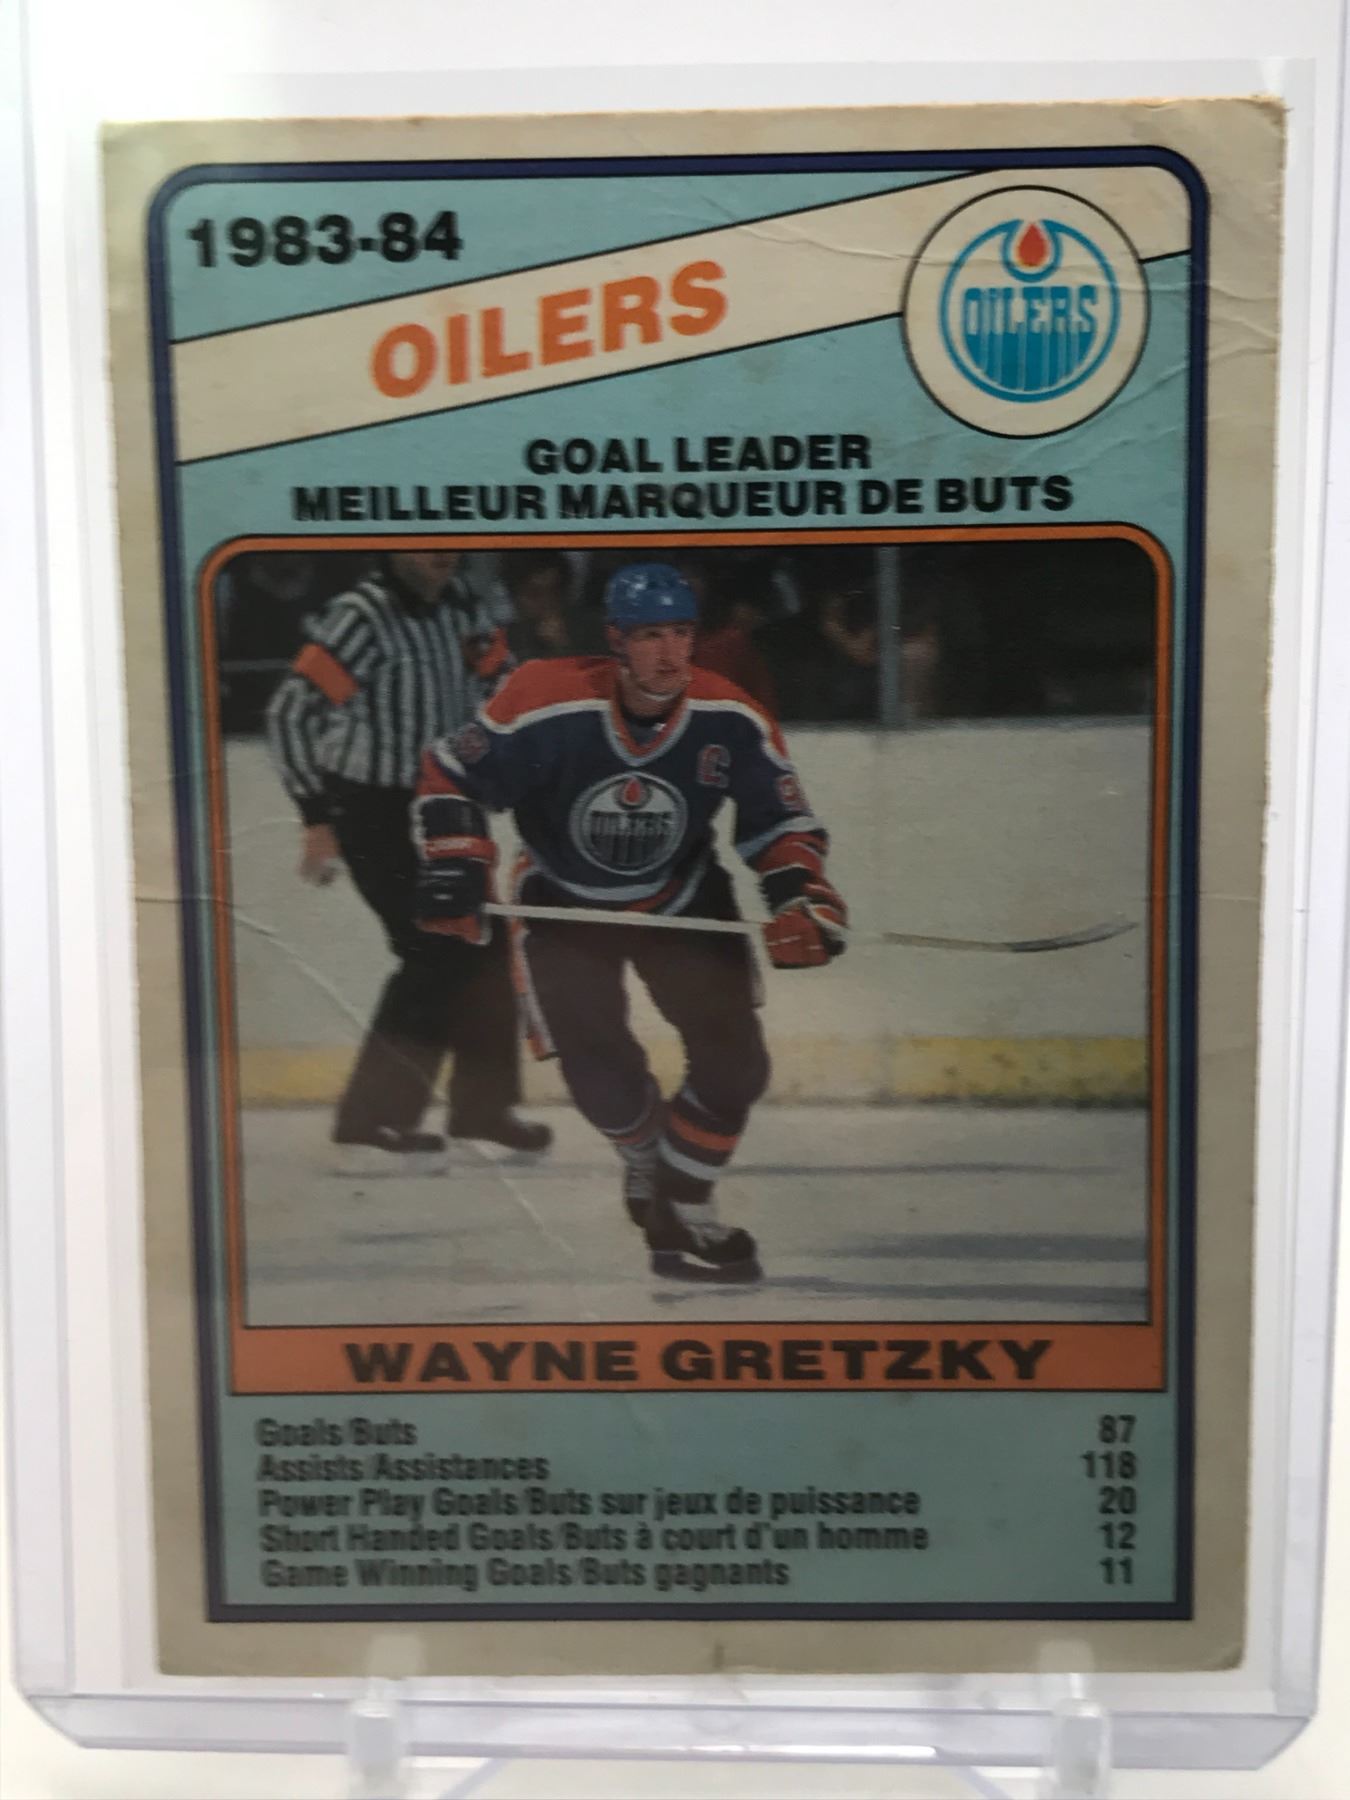 1983-84
OILERS
OILERS
GOAL LEADER
MEILLEUR MARQUEUR DE BUTS
C
OILERS
WAYNE GRETZKY
Goals/Buts 87
Assists/Assistances 118
Power Play Goals/Buts sur jeux de puissance 20
Short Handed Goals/Buts à court d'un homme 12
Game Winning Goals/Buts gagnants 11